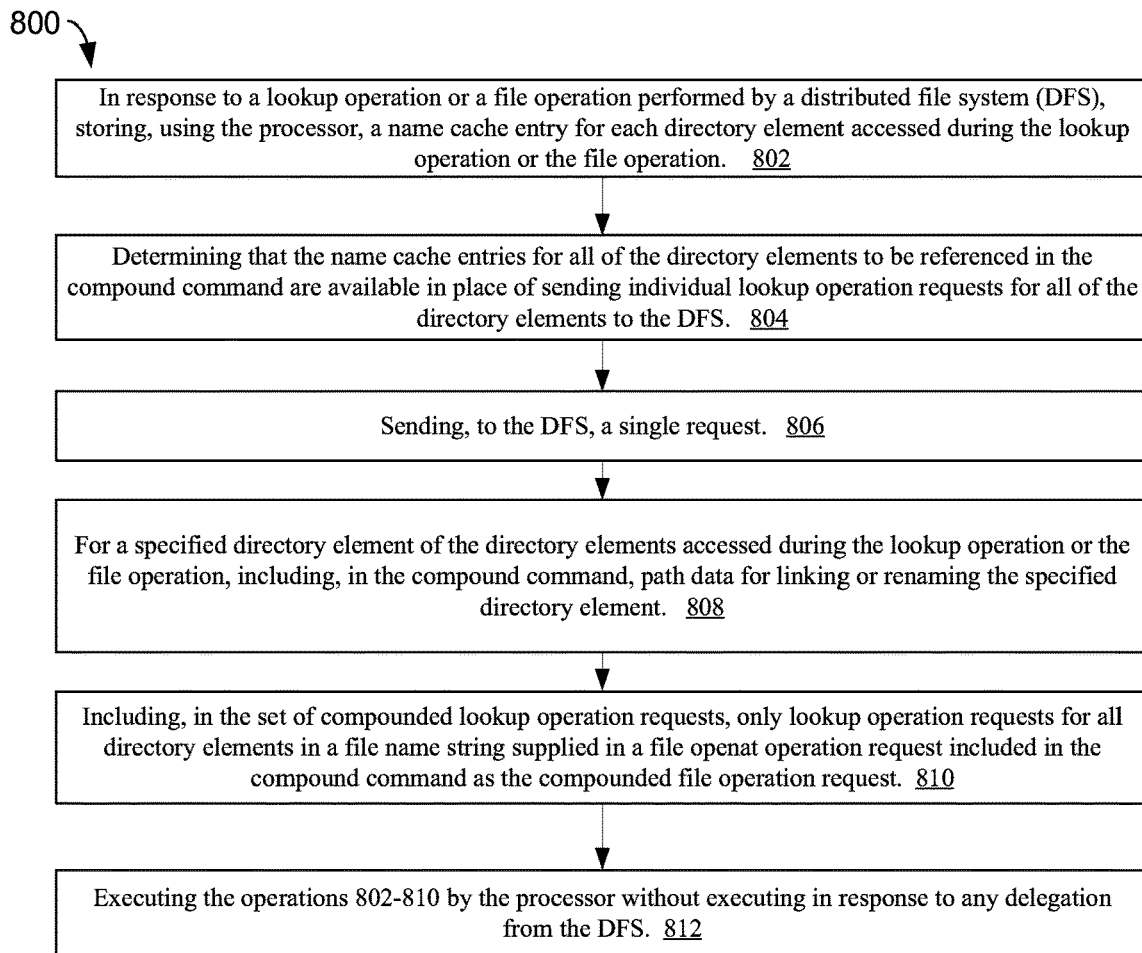 800
In response to a lookup operation or a file operation performed by a distributed file system (DFS),
storing, using the processor, a name cache entry for each directory element accessed during the lookup
operation or the file operation. 802
Determining that the name cache entries for all of the directory elements to be referenced in the
compound command are available in place of sending individual lookup operation requests for all of the
directory elements to the DFS. 804
Sending, to the DFS, a single request. 806
For a specified directory element of the directory elements accessed during the lookup operation or the
file operation, including, in the compound command, path data for linking or renaming the specified
directory element. 808
Including, in the set of compounded lookup operation requests, only lookup operation requests for all
directory elements in a file name string supplied in a file openat operation request included in the
compound command as the compounded file operation request. 810
Executing the operations 802-810 by the processor without executing in response to any delegation
from the DFS. 812